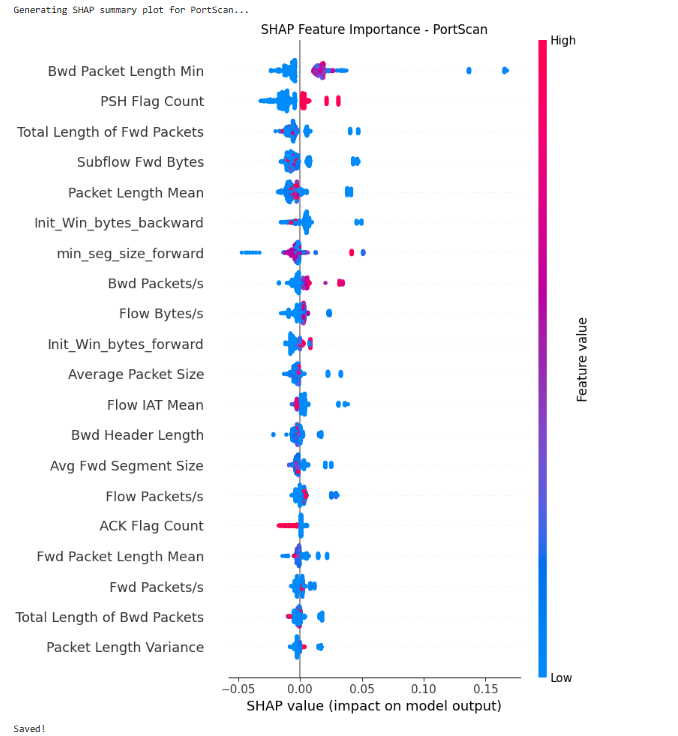 Generating SHAP summary plot for PortScan...
SHAP Feature Importance - PortScan
High
Bwd Packet Length Min
PSH Flag Count
Total Length of Fwd Packets
Subflow Fwd Bytes
Packet Length Mean
Init_Win_bytes_backward
min_seg_size_forward
Bwd Packets/s
Flow Bytes/s
Init_Win_bytes_forward
Average Packet Size
Flow IAT Mean
Bwd Header Length
Avg Fwd Segment Size
Flow Packets/s
ACK Flag Count
Fwd Packet Length Mean
Fwd Packets/s
Total Length of Bwd Packets
Packet Length Variance
Feature value
Low
−0.05 0.00 0.05 0.10 0.15
SHAP value (impact on model output)
Saved!